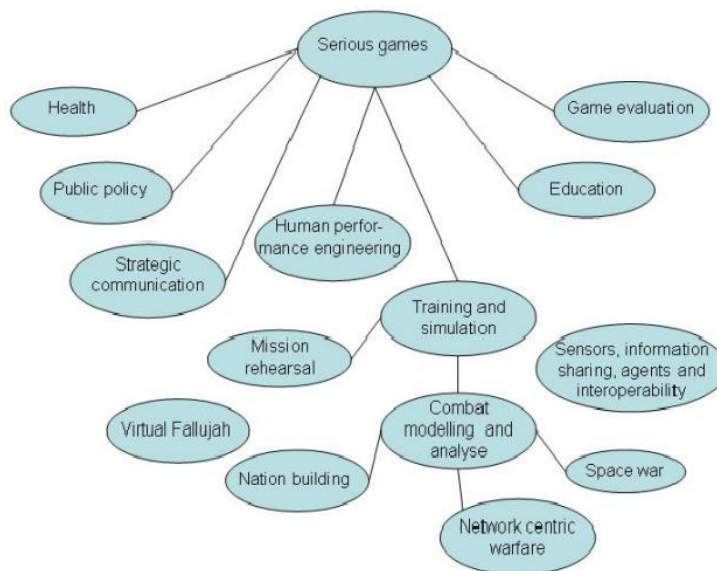 Serious games
Health
Game evaluation
Public policy
Education
Human perfor-
mance engineering
Strategic
communication
Training and
simulation
Mission
rehearsal
Sensors, information
sharing, agents and
interoperability
Virtual Fallujah
Combat
modelling and
analyse
Nation building
Space war
Network centric
warfare